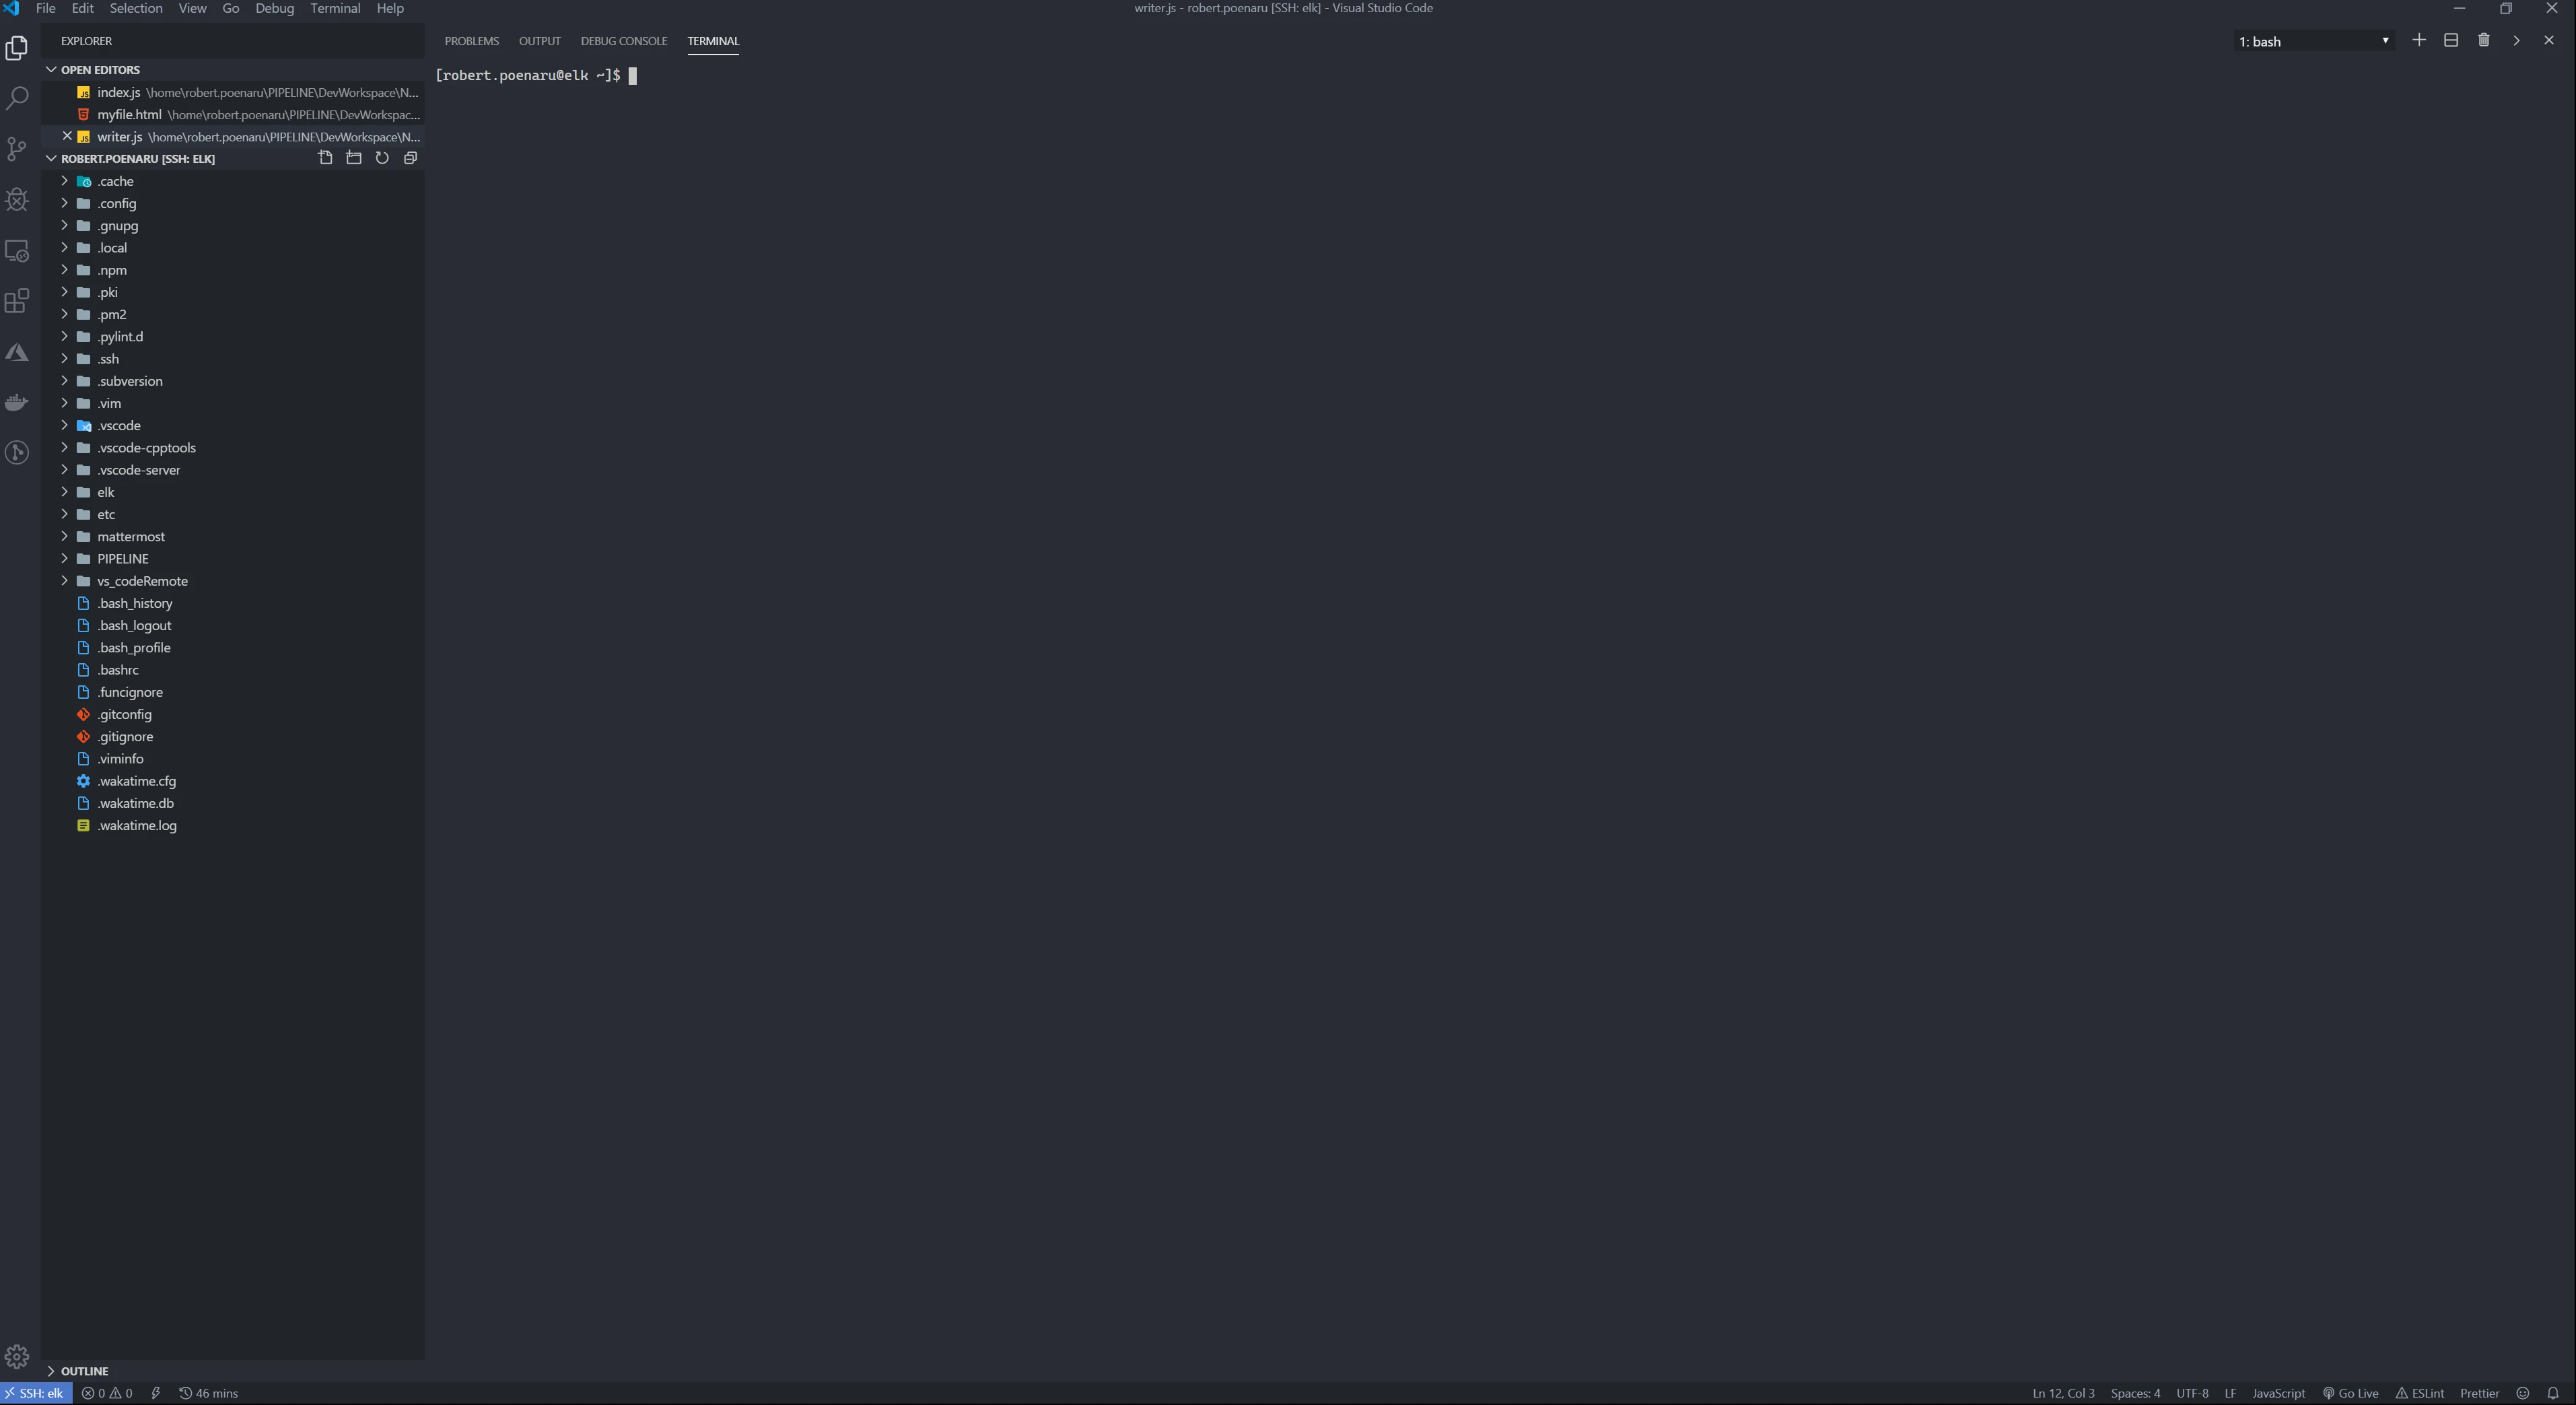 File Edit Selection View Go Debug Terminal Help
writer.js - robert.poenaru [SSH: elk] - Visual Studio Code
EXPLORER
OPEN EDITORS
index.js \home\robert.poenaru\PIPELINE\DevWorkspace\N...
myfile.html \home\robert.poenaru\PIPELINE\DevWorkspac...
writer.js \home\robert.poenaru\PIPELINE\DevWorkspace\N...
ROBERT.POENARU [SSH: ELK]
.cache
.config
.gnupg
.local
.npm
.pki
.pm2
.pylint.d
.ssh
.subversion
.vim
.vscode
.vscode-cpptools
.vscode-server
elk
etc
mattermost
PIPELINE
vs_codeRemote
.bash_history
.bash_logout
.bash_profile
.bashrc
.funcignore
.gitconfig
.gitignore
.viminfo
.wakatime.cfg
.wakatime.db
.wakatime.log
OUTLINE
PROBLEMS OUTPUT DEBUG CONSOLE TERMINAL
1: bash
[robert.poenaru@elk ~]$
SSH: elk 0 0 46 mins
Ln 12, Col 3 Spaces: 4 UTF-8 LF JavaScript Go Live ESLint Prettier